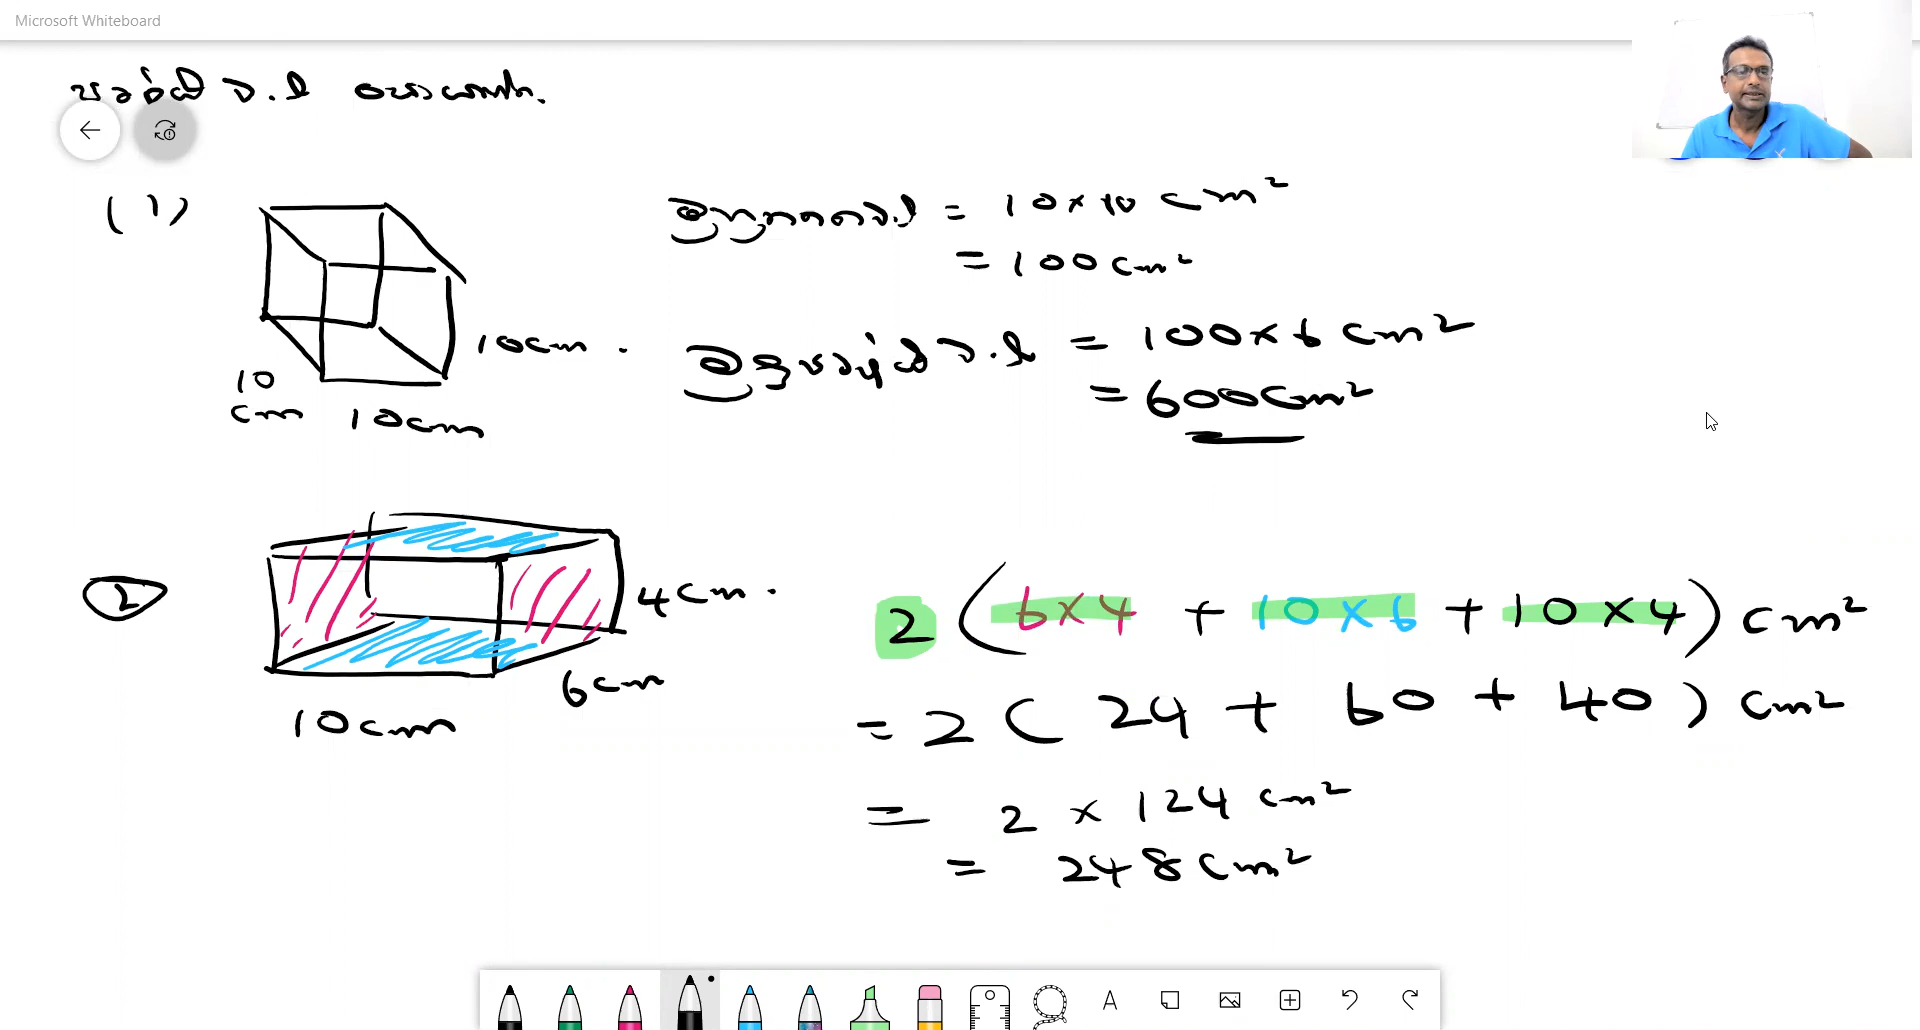 Microsoft Whiteboard
(1)
= 10 × 10 cm²
= 100 cm²
10cm.
10 cm
10cm
= 100 × 6 cm²
= 600 cm²
2
4cm.
6cm
10cm
2 (6×4 + 10×6 + 10×4) cm²
= 2 (24 + 60 + 40) cm²
= 2 × 124 cm²
= 248 cm²